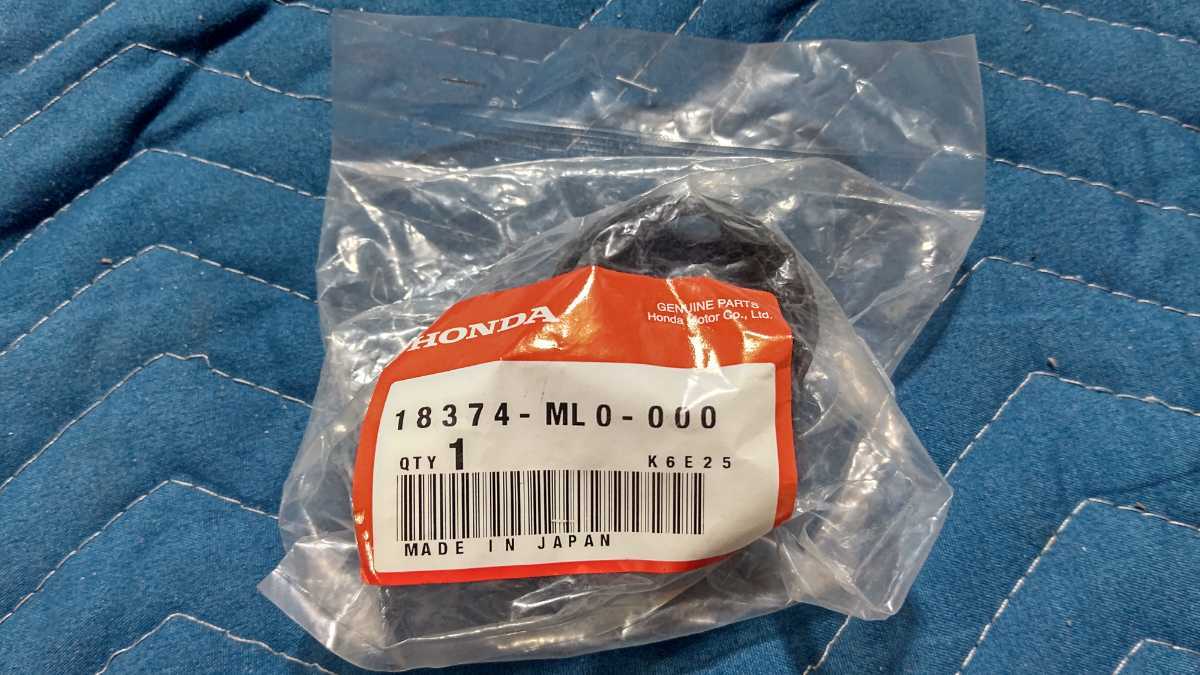 HONDA
GENUINE PARTS
Honda Motor Co., Ltd.
18374-ML0-000
QTY 1 K6E25
MADE IN JAPAN